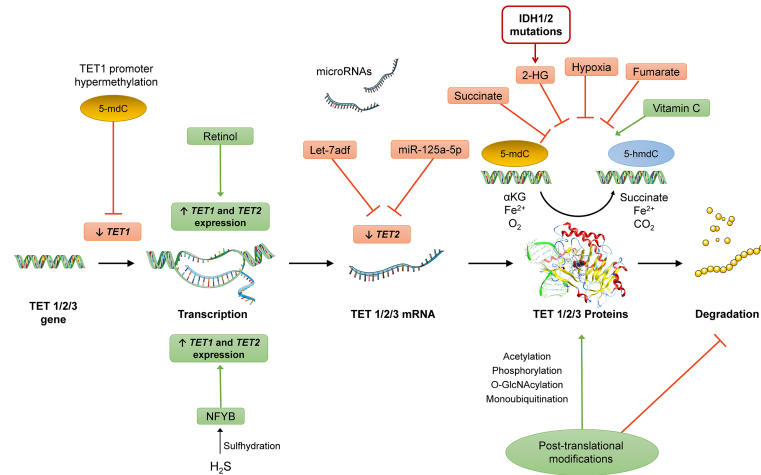 IDH1/2
mutations
TET1 promoter
hypermethylation
5-mdC
microRNAs
2-HG
Hypoxia
Fumarate
Succinate
Vitamin C
Retinol
Let-7adf
miR-125a-5p
5-mdC
5-hmdC
αKG
Fe²⁺
O₂
Succinate
Fe²⁺
CO₂
↓ TET1
↑ TET1 and TET2
expression
↓ TET2
TET 1/2/3
gene
Transcription
TET 1/2/3 mRNA
TET 1/2/3 Proteins
Degradation
↑ TET1 and TET2
expression
Acetylation
Phosphorylation
O-GlcNAcylation
Monoubiquitination
NFYB
Sulfhydration
H₂S
Post-translational
modifications